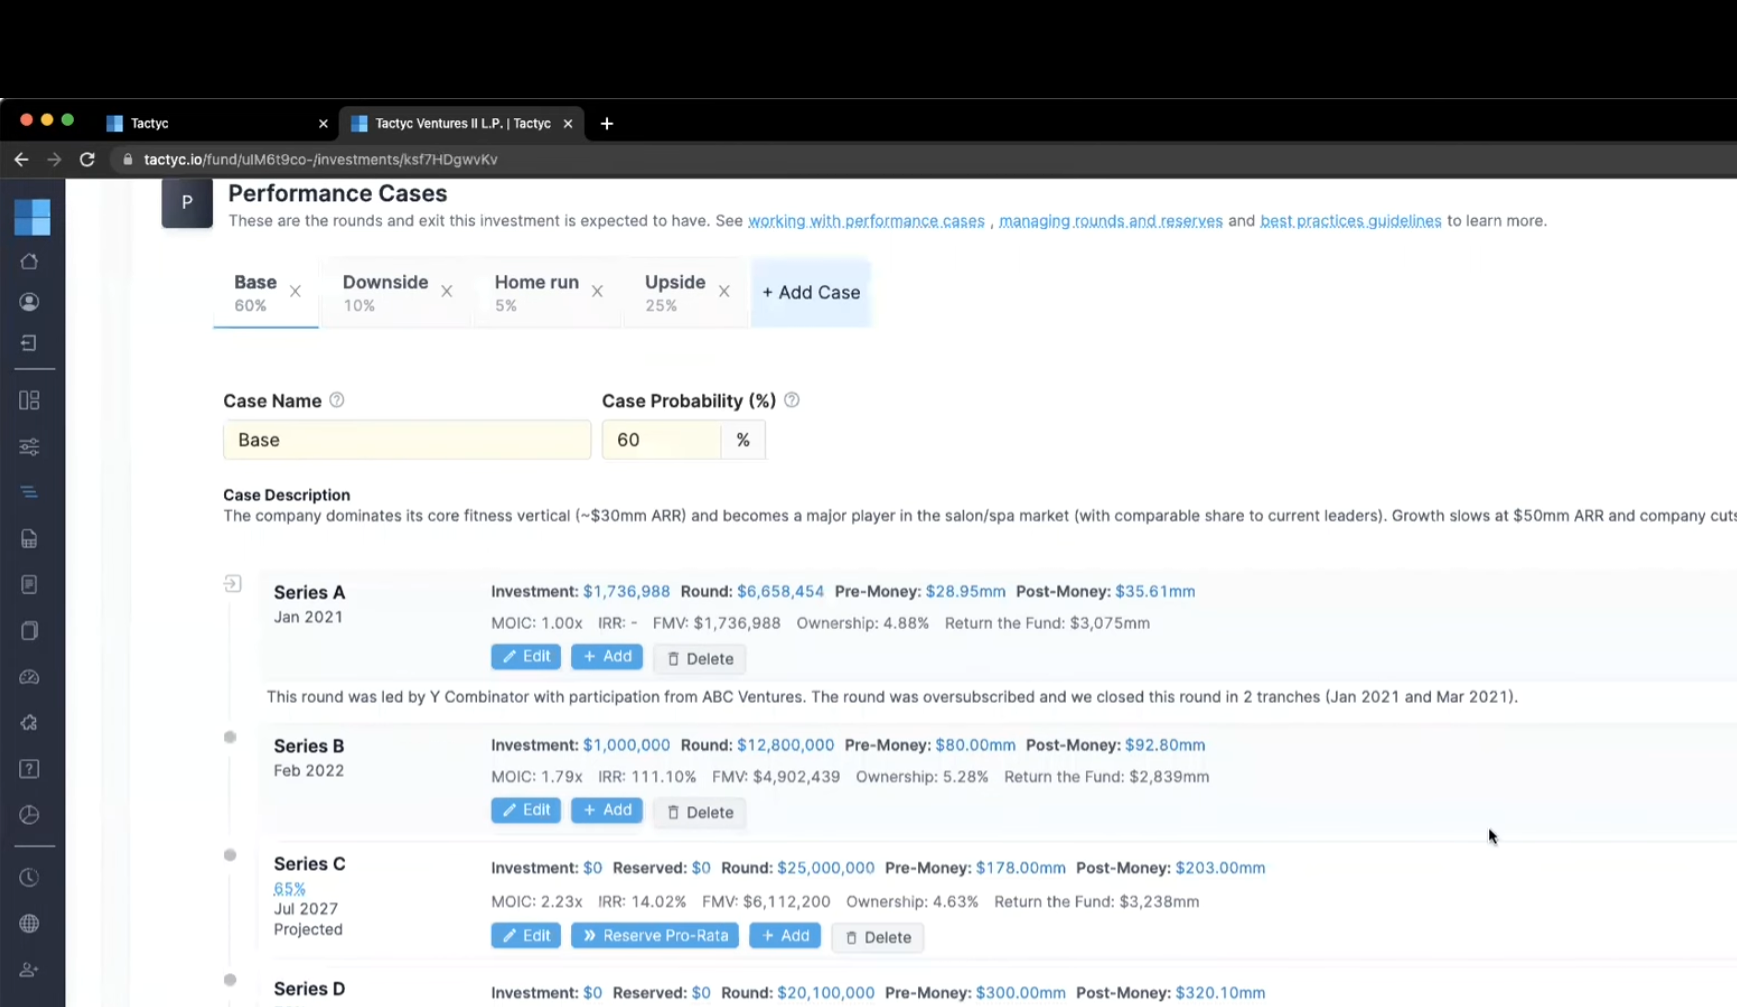 Tactyc
Tactyc Ventures II L.P. | Tactyc
tactyc.io/fund/uIM6t9co-/investments/ksf7HDgwvKv
P
Performance Cases
These are the rounds and exit this investment is expected to have. See working with performance cases , managing rounds and reserves and best practices guidelines to learn more.
Base
60%
Downside
10%
Home run
5%
Upside
25%
+ Add Case
Case Name
Case Probability (%)
Base
60 %
Case Description
The company dominates its core fitness vertical (~$30mm ARR) and becomes a major player in the salon/spa market (with comparable share to current leaders). Growth slows at $50mm ARR and company cuts
Series A
Jan 2021
Investment: $1,736,988 Round: $6,658,454 Pre-Money: $28.95mm Post-Money: $35.61mm
MOIC: 1.00x IRR: - FMV: $1,736,988 Ownership: 4.88% Return the Fund: $3,075mm
Edit + Add Delete
This round was led by Y Combinator with participation from ABC Ventures. The round was oversubscribed and we closed this round in 2 tranches (Jan 2021 and Mar 2021).
Series B
Feb 2022
Investment: $1,000,000 Round: $12,800,000 Pre-Money: $80.00mm Post-Money: $92.80mm
MOIC: 1.79x IRR: 111.10% FMV: $4,902,439 Ownership: 5.28% Return the Fund: $2,839mm
Edit + Add Delete
Series C
65%
Jul 2027
Projected
Investment: $0 Reserved: $0 Round: $25,000,000 Pre-Money: $178.00mm Post-Money: $203.00mm
MOIC: 2.23x IRR: 14.02% FMV: $6,112,200 Ownership: 4.63% Return the Fund: $3,238mm
Edit » Reserve Pro-Rata + Add Delete
Series D
Investment: $0 Reserved: $0 Round: $20,100,000 Pre-Money: $300.00mm Post-Money: $320.10mm